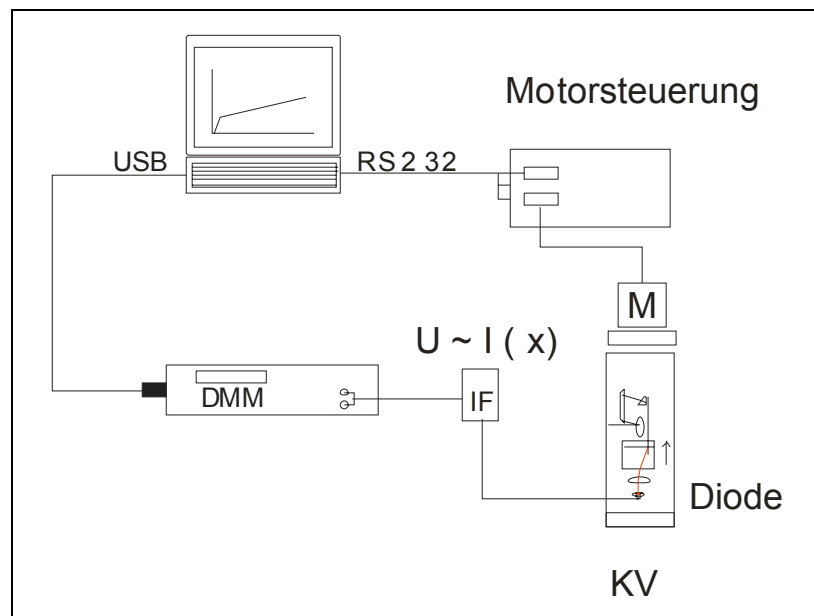 Motorsteuerung
USB
RS 2 32
M
U ~ I ( x)
DMM
IF
Diode
KV